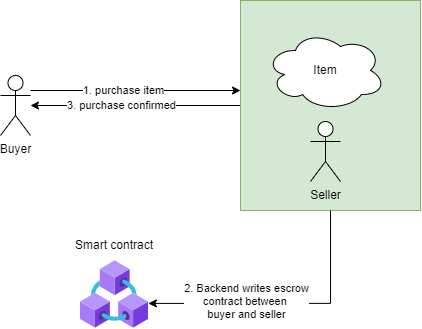 Item
1. purchase item
3. purchase confirmed
Buyer
Seller
Smart contract
2. Backend writes escrow
contract between
buyer and seller